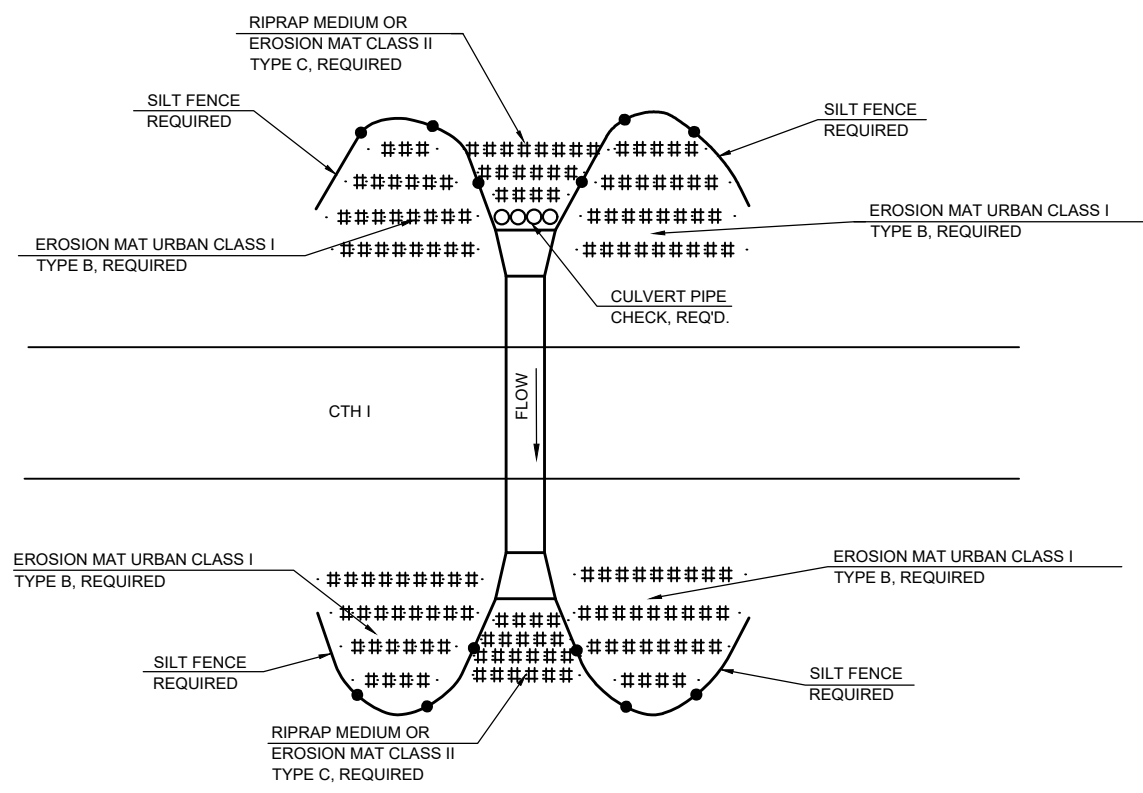 RIPRAP MEDIUM OR
EROSION MAT CLASS II
TYPE C, REQUIRED
SILT FENCE
REQUIRED
SILT FENCE
REQUIRED
EROSION MAT URBAN CLASS I
TYPE B, REQUIRED
EROSION MAT URBAN CLASS I
TYPE B, REQUIRED
CULVERT PIPE
CHECK, REQ'D.
CTH I
FLOW
EROSION MAT URBAN CLASS I
TYPE B, REQUIRED
EROSION MAT URBAN CLASS I
TYPE B, REQUIRED
SILT FENCE
REQUIRED
SILT FENCE
REQUIRED
RIPRAP MEDIUM OR
EROSION MAT CLASS II
TYPE C, REQUIRED